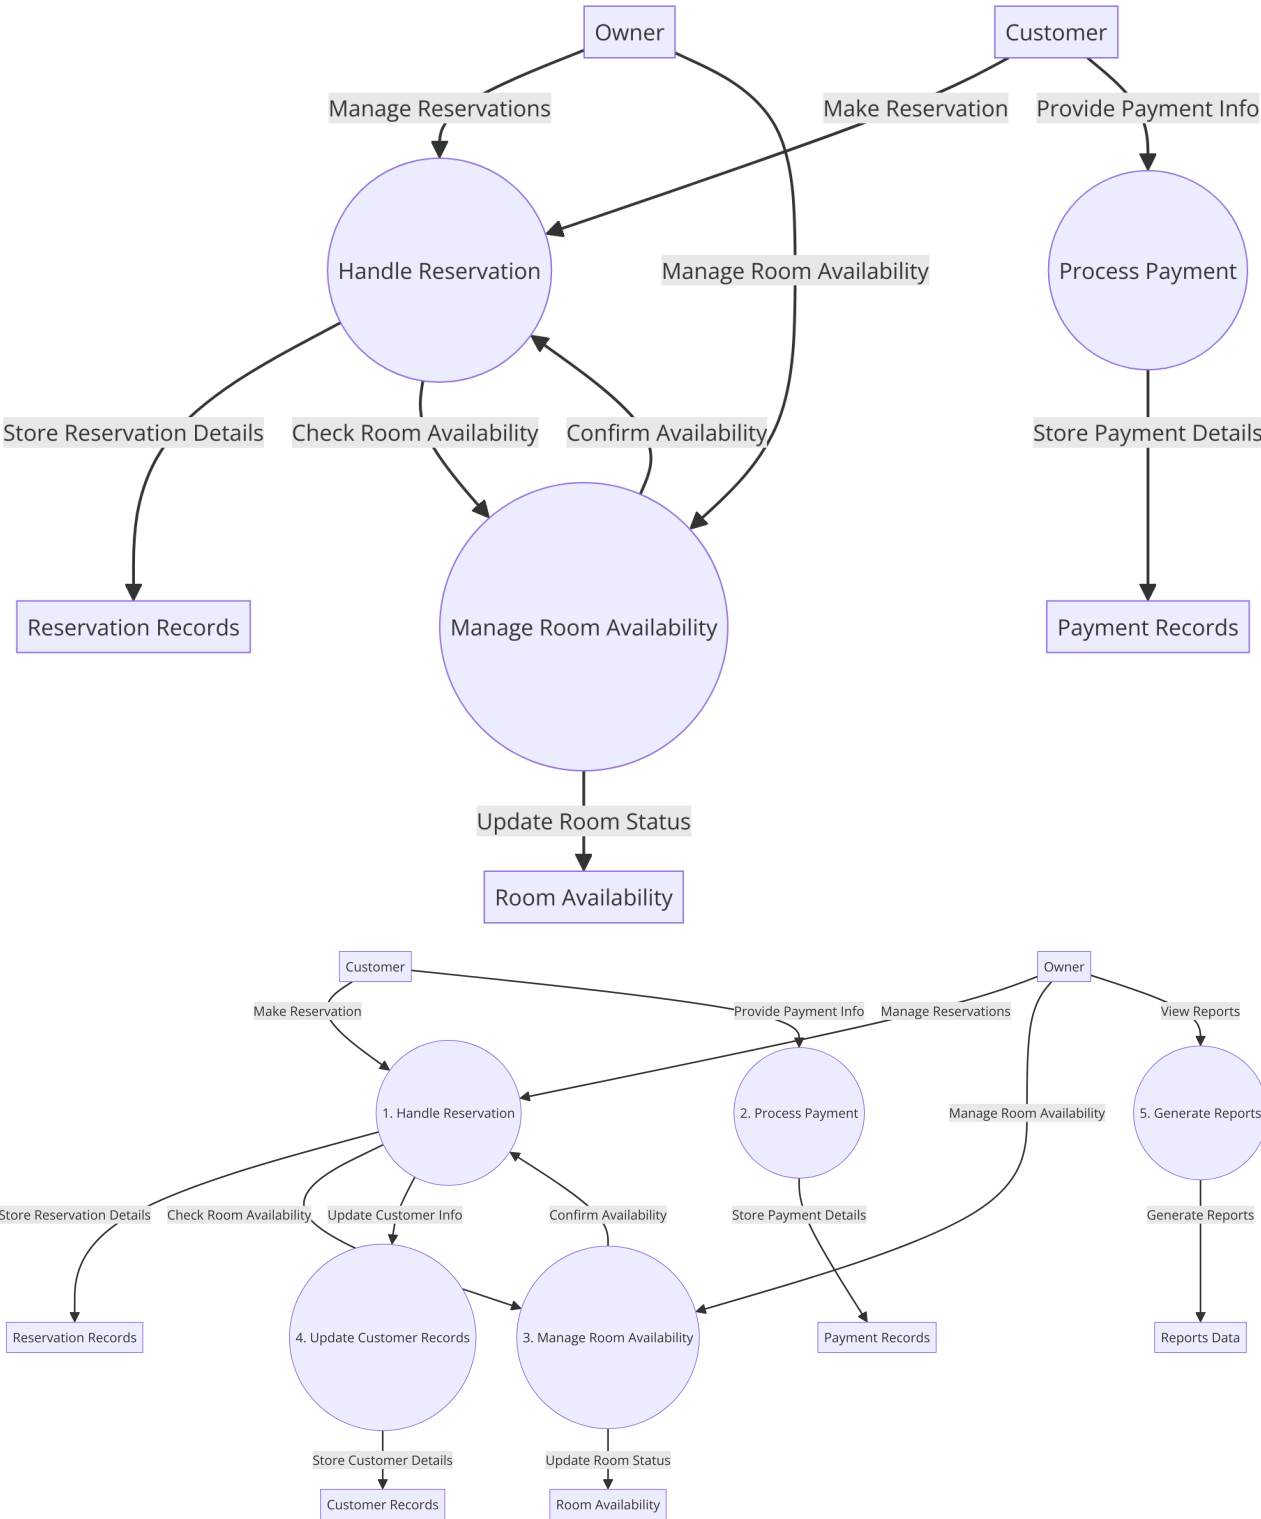 Owner
Customer
Manage Reservations
Make Reservation
Provide Payment Info
Handle Reservation
Manage Room Availability
Process Payment
Store Reservation Details
Check Room Availability
Confirm Availability
Store Payment Details
Reservation Records
Manage Room Availability
Payment Records
Update Room Status
Room Availability
Customer
Owner
Make Reservation
Provide Payment Info
Manage Reservations
View Reports
1. Handle Reservation
2. Process Payment
Manage Room Availability
5. Generate Reports
Store Reservation Details
Check Room Availability
Update Customer Info
Confirm Availability
Store Payment Details
Generate Reports
Reservation Records
4. Update Customer Records
3. Manage Room Availability
Payment Records
Reports Data
Store Customer Details
Update Room Status
Customer Records
Room Availability